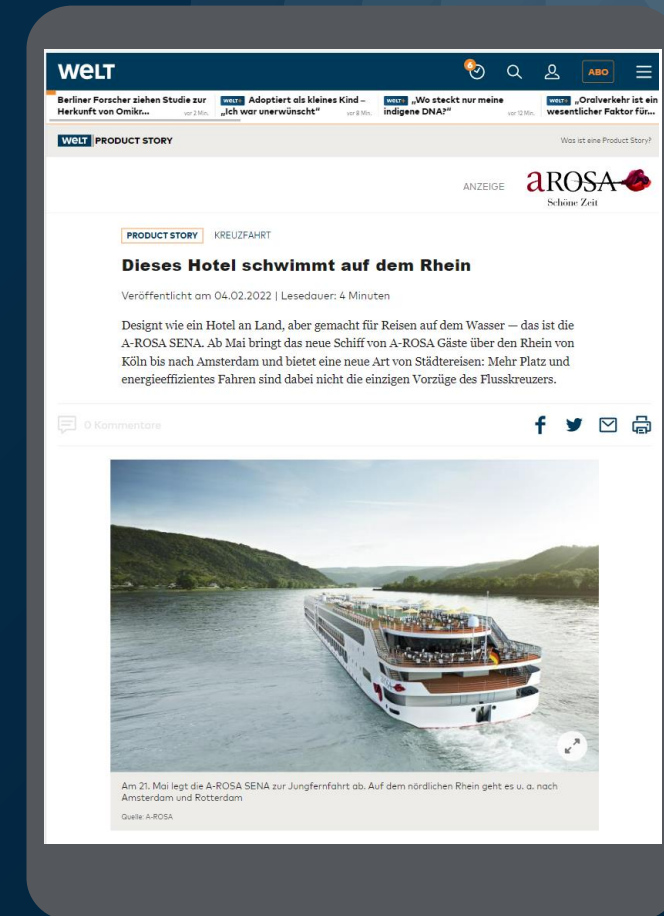 WELT
6
ABO
Berliner Forscher ziehen Studie zur
Herkunft von Omikr... vor 2 Min.
WELT+ Adoptiert als kleines Kind –
„Ich war unerwünscht“ vor 8 Min.
WELT+ „Wo steckt nur meine
indigene DNA?“ vor 12 Min.
WELT+ „Oralverkehr ist ein
wesentlicher Faktor für...
WELT PRODUCT STORY
Was ist eine Product Story?
ANZEIGE
aROSA
Schöne Zeit
PRODUCT STORY KREUZFAHRT
Dieses Hotel schwimmt auf dem Rhein
Veröffentlicht am 04.02.2022 | Lesedauer: 4 Minuten
Designt wie ein Hotel an Land, aber gemacht für Reisen auf dem Wasser — das ist die
A-ROSA SENA. Ab Mai bringt das neue Schiff von A-ROSA Gäste über den Rhein von
Köln bis nach Amsterdam und bietet eine neue Art von Städtereisen: Mehr Platz und
energieeffizientes Fahren sind dabei nicht die einzigen Vorzüge des Flusskreuzers.
0 Kommentare
Am 21. Mai legt die A-ROSA SENA zur Jungfernfahrt ab. Auf dem nördlichen Rhein geht es u. a. nach
Amsterdam und Rotterdam
Quelle: A-ROSA